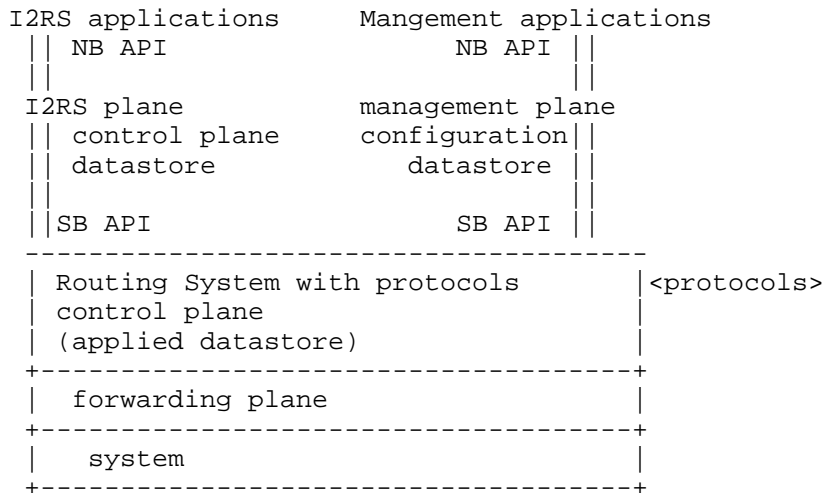 I2RS applications     Mangement applications
 || NB API                 NB API ||
 ||                               ||
 I2RS plane           management plane
 || control plane     configuration||
 || datastore            datastore ||
 ||                               ||
 ||SB API                  SB API ||
 ---------------------------------------
 | Routing System with protocols       |<protocols>
 | control plane                       |
 | (applied datastore)                 |
 +-------------------------------------+
 |  forwarding plane                   |
 +-------------------------------------+
 |   system                            |
 +-------------------------------------+